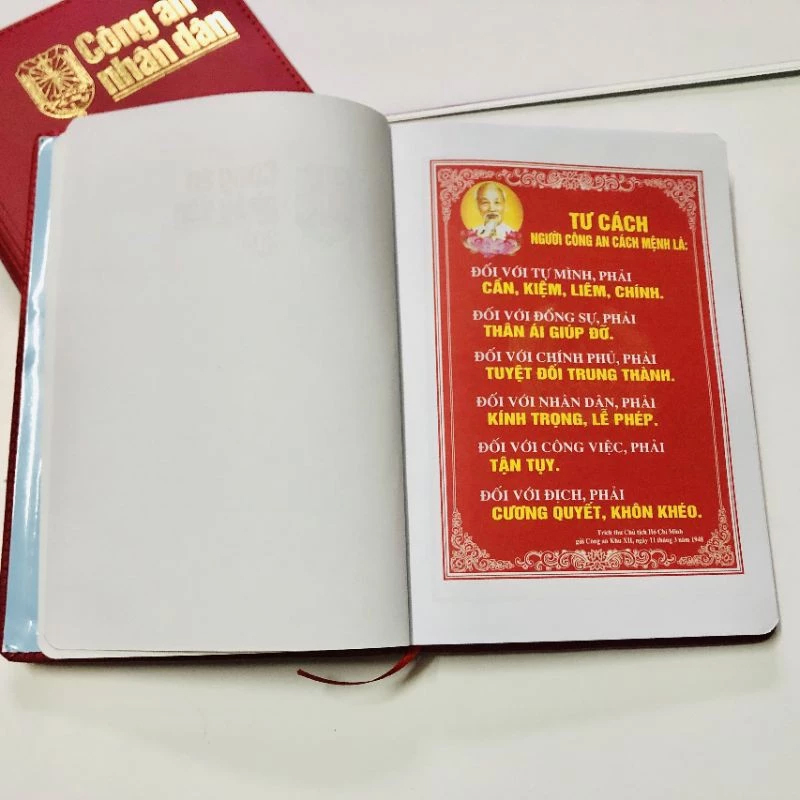 Công an
nhân dân
TƯ CÁCH
NGƯỜI CÔNG AN CÁCH MỆNH LÀ:
ĐỐI VỚI TỰ MÌNH, PHẢI
CẦN, KIỆM, LIÊM, CHÍNH.
ĐỐI VỚI ĐỒNG SỰ, PHẢI
THÂN ÁI GIÚP ĐỠ.
ĐỐI VỚI CHÍNH PHỦ, PHẢI
TUYỆT ĐỐI TRUNG THÀNH.
ĐỐI VỚI NHÂN DÂN, PHẢI
KÍNH TRỌNG, LỄ PHÉP.
ĐỐI VỚI CÔNG VIỆC, PHẢI
TẬN TỤY.
ĐỐI VỚI ĐỊCH, PHẢI
CƯƠNG QUYẾT, KHÔN KHÉO.
Trích thư Chủ tịch Hồ Chí Minh
gửi Công an Khu XII, ngày 11 tháng 3 năm 1948